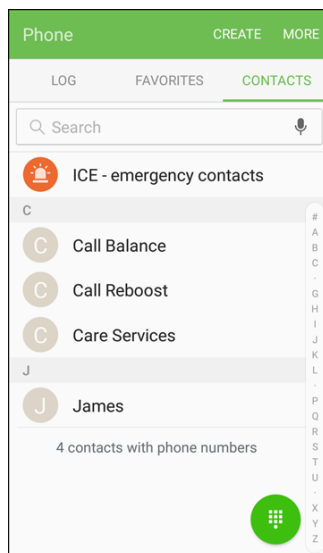 Phone CREATE MORE
LOG FAVORITES CONTACTS
Search
ICE - emergency contacts
C
C Call Balance
C Call Reboost
C Care Services
J
J James
4 contacts with phone numbers
#
A
B
C
.
G
H
I
J
K
L
.
P
Q
R
S
T
U
.
X
Y
Z